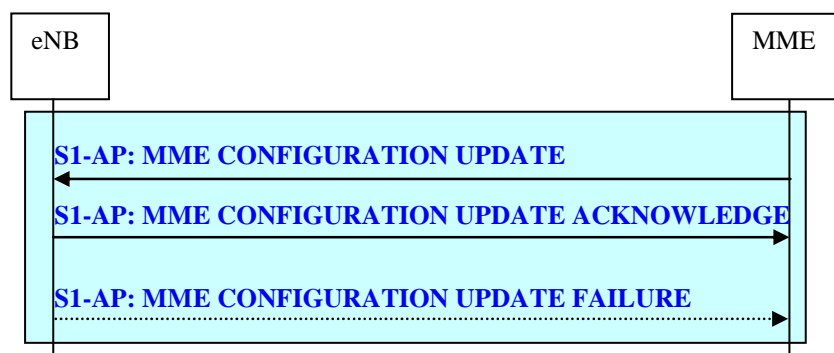 eNB
MME
S1-AP: MME CONFIGURATION UPDATE
S1-AP: MME CONFIGURATION UPDATE ACKNOWLEDGE
S1-AP: MME CONFIGURATION UPDATE FAILURE